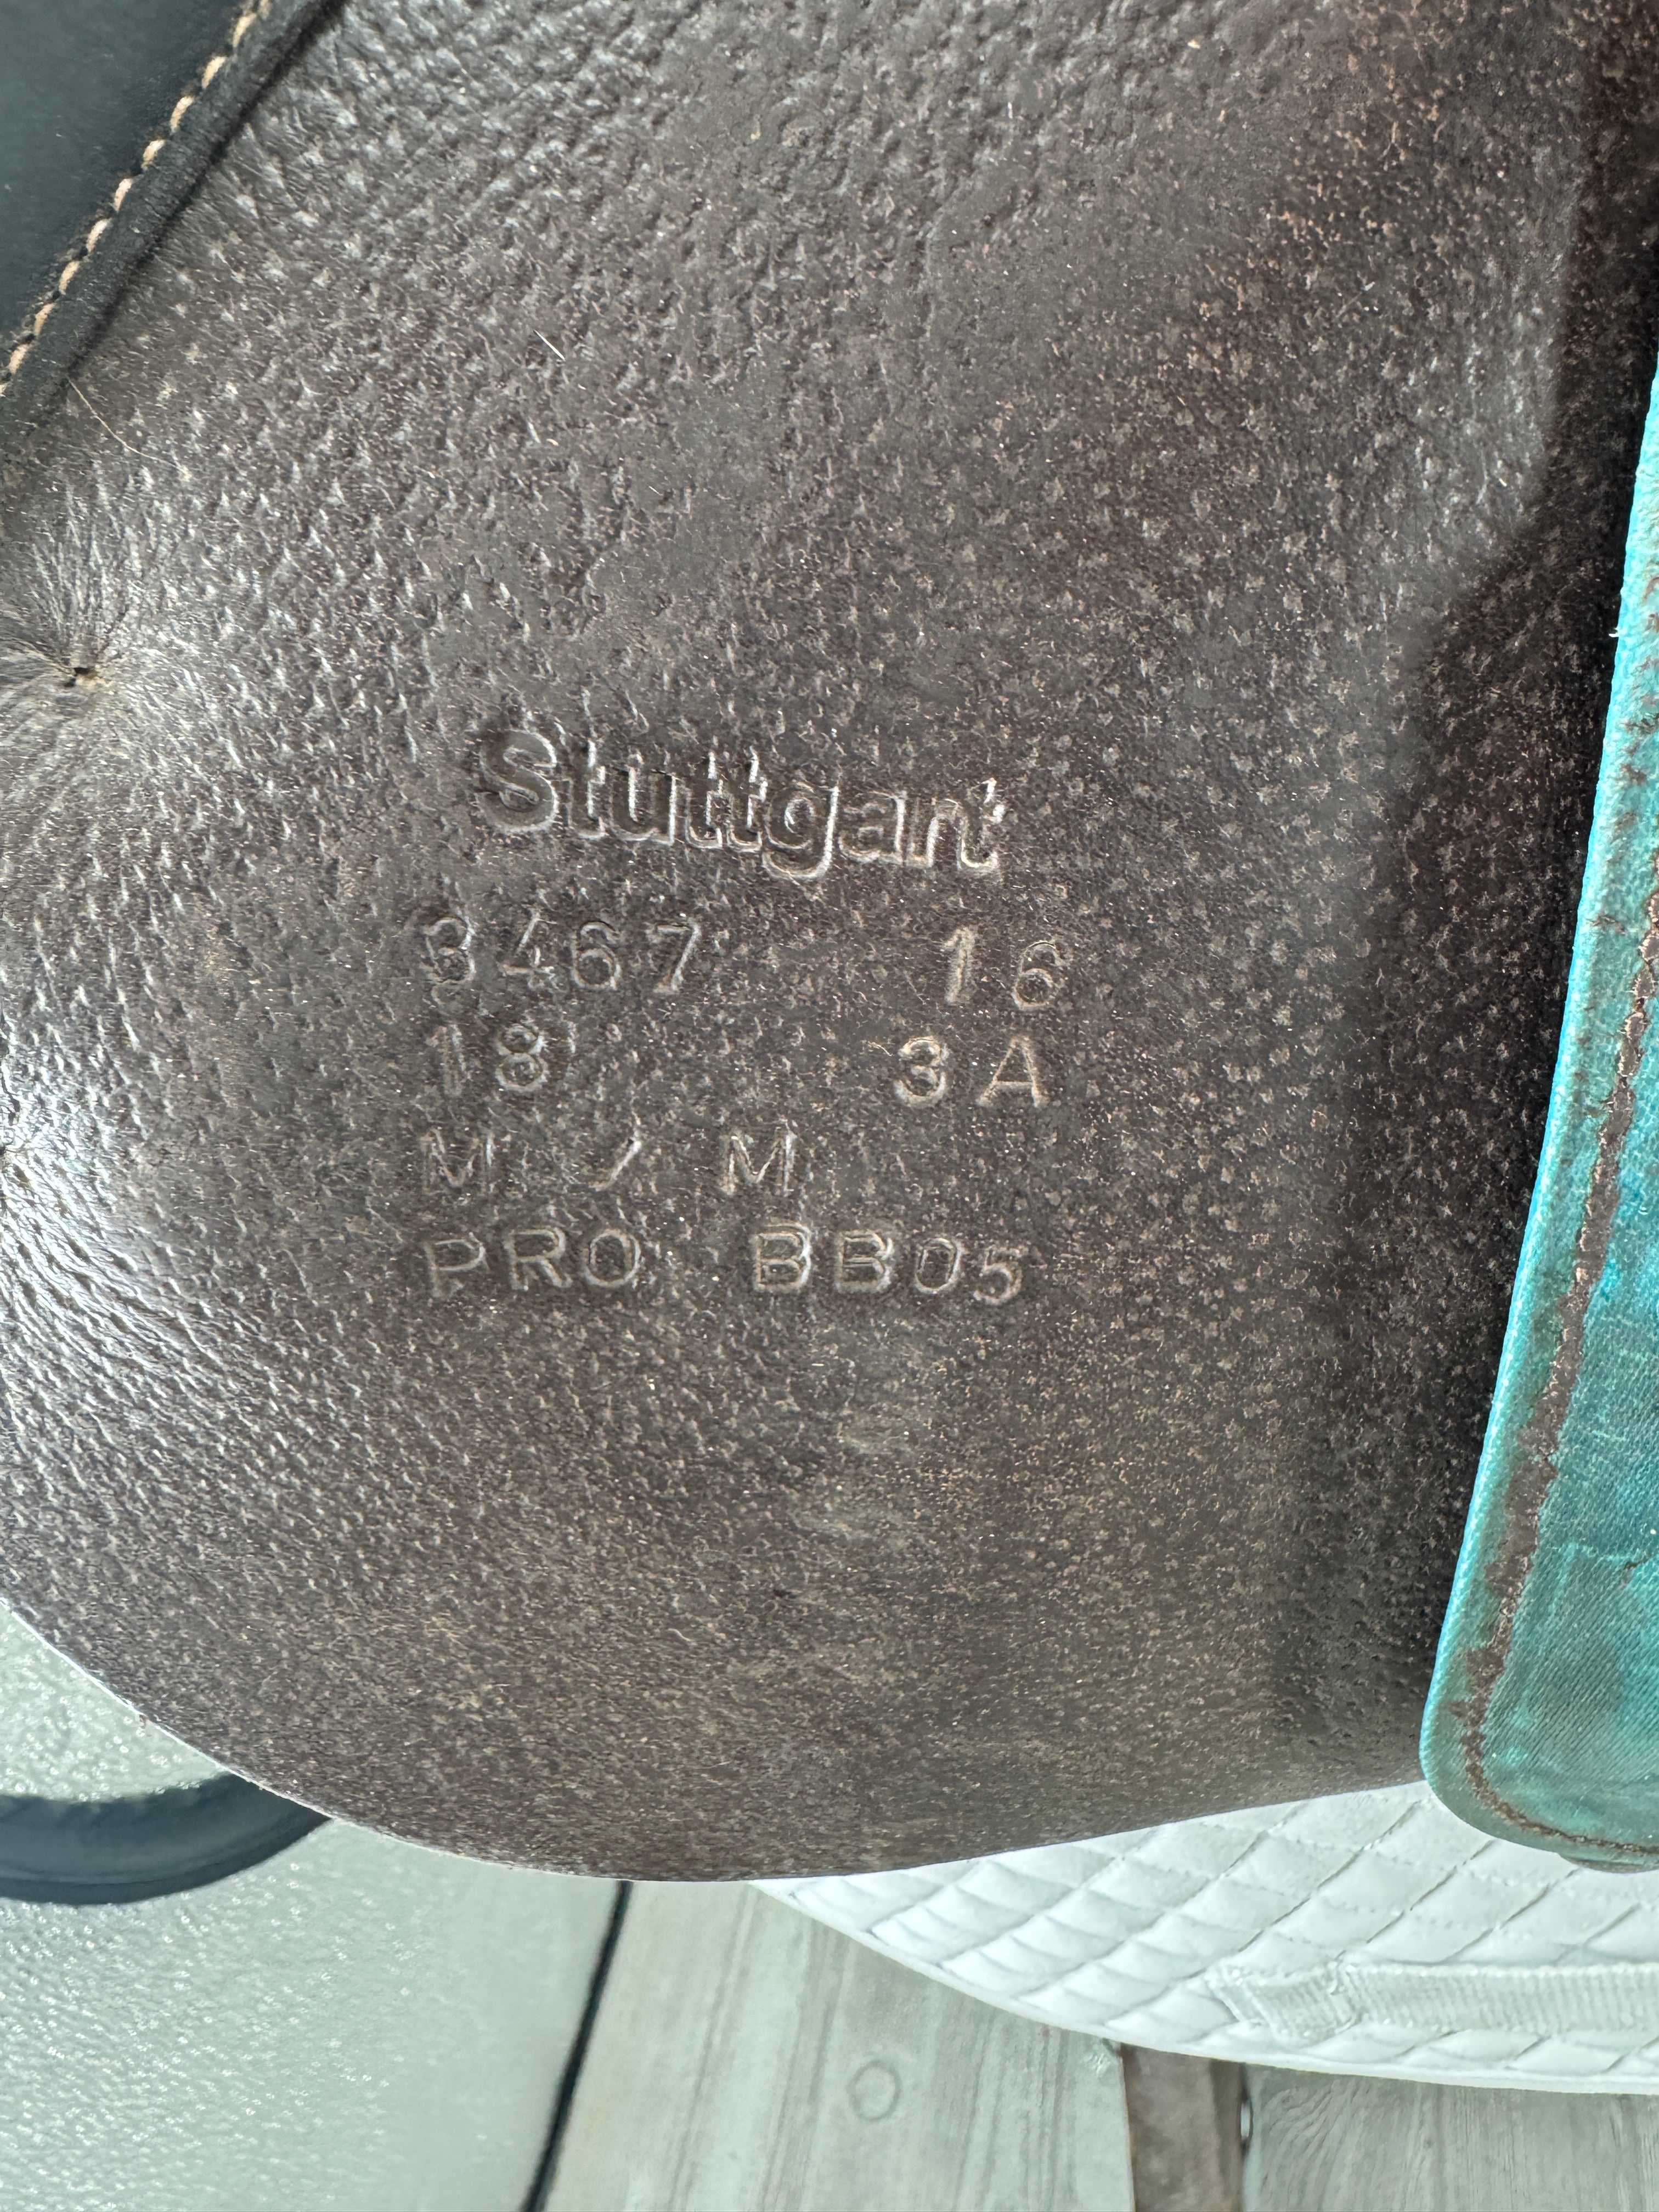 Stuttgart
3467 16
18 3A
M / M
PRO BB05